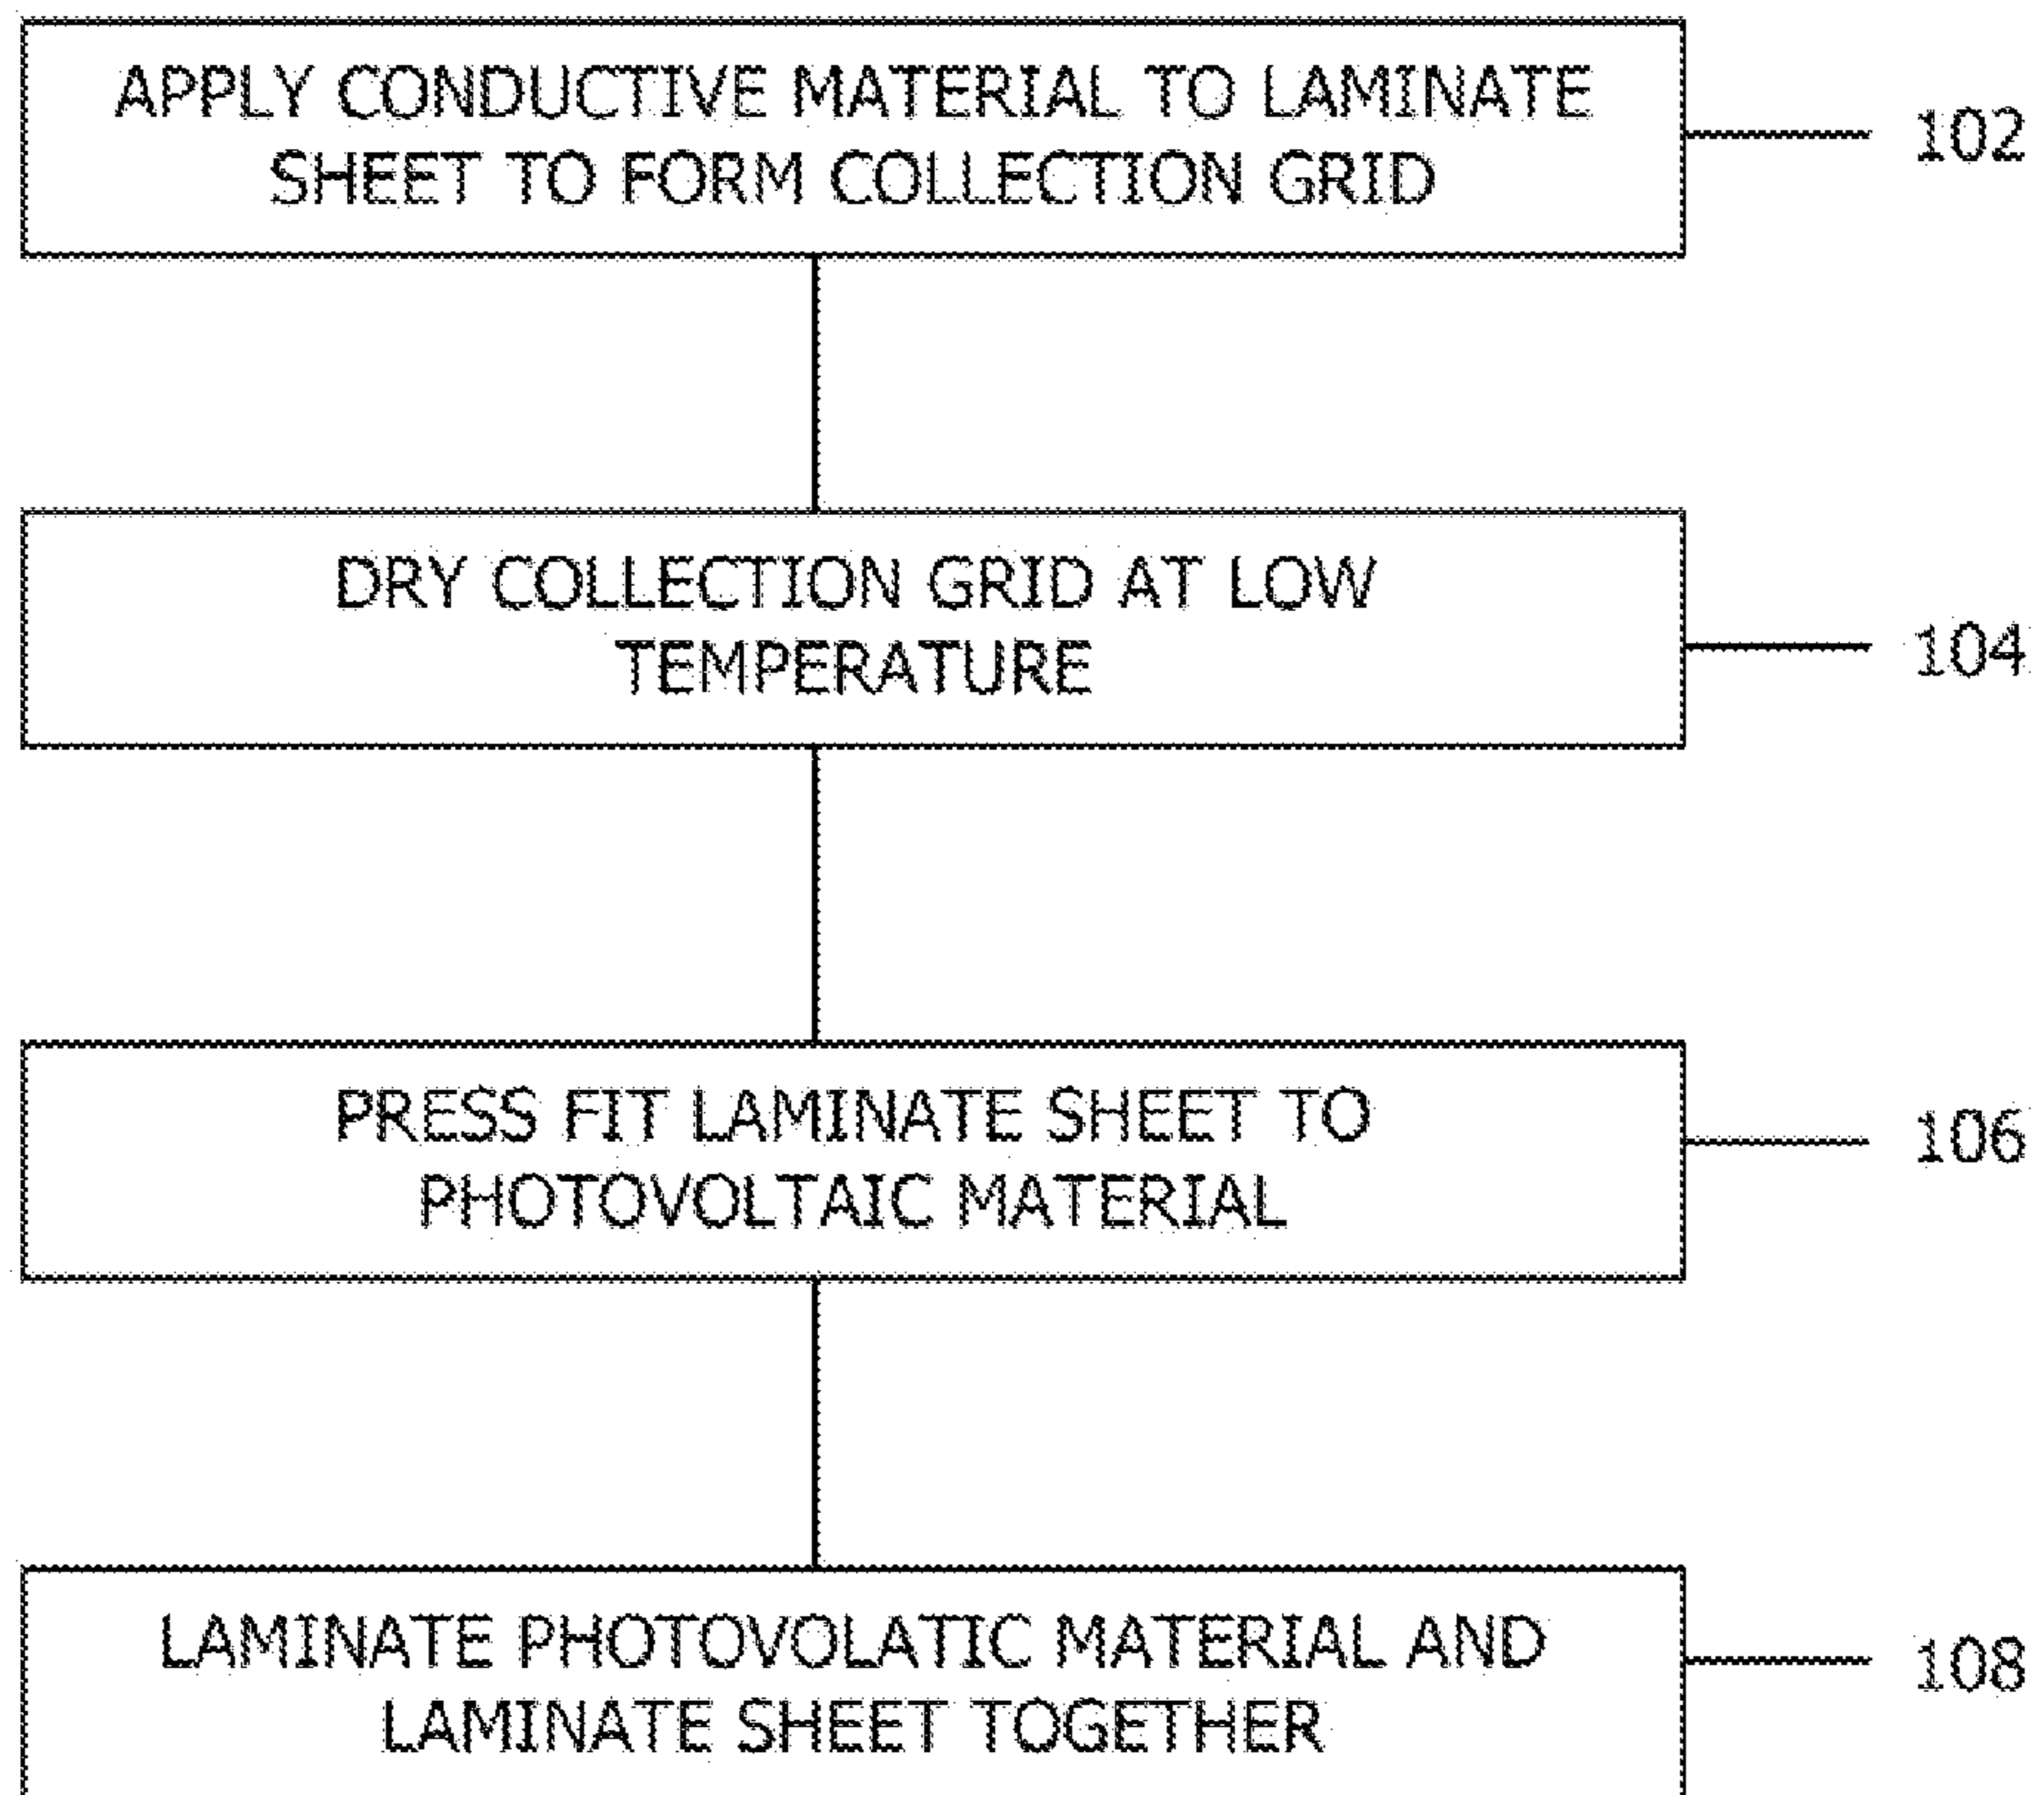 APPLY CONDUCTIVE MATERIAL TO LAMINATE
SHEET TO FORM COLLECTION GRID
102
DRY COLLECTION GRID AT LOW
TEMPERATURE
104
PRESS FIT LAMINATE SHEET TO
PHOTOVOLTAIC MATERIAL
106
LAMINATE PHOTOVOLATIC MATERIAL AND
LAMINATE SHEET TOGETHER
108